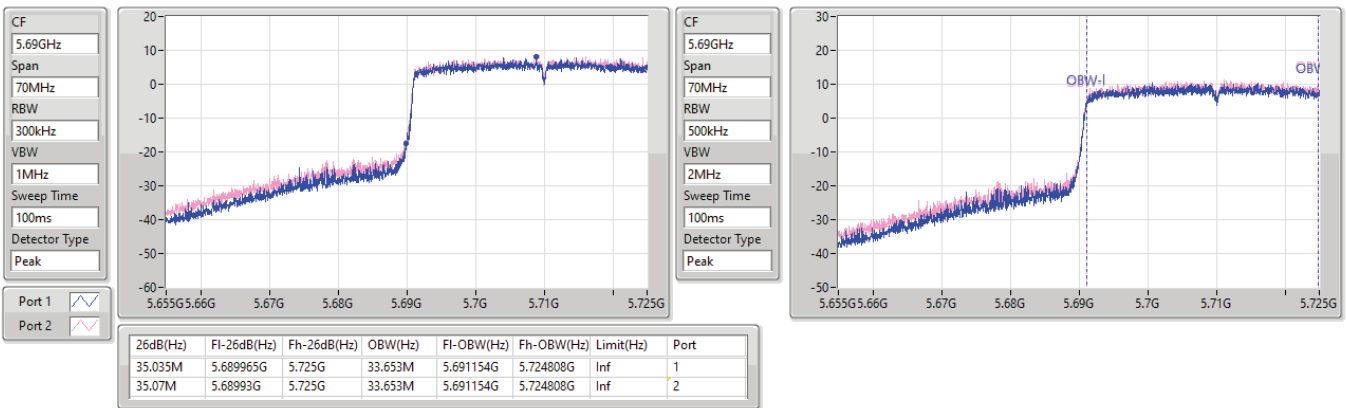 CF
5.69GHz
Span
70MHz
RBW
300kHz
VBW
1MHz
Sweep Time
100ms
Detector Type
Peak
Port 1
Port 2
20
10
0
-10
-20
-30
-40
-50
-60
5.655G 5.66G 5.67G 5.68G 5.69G 5.7G 5.71G 5.725G
CF
5.69GHz
Span
70MHz
RBW
500kHz
VBW
2MHz
Sweep Time
100ms
Detector Type
Peak
30
20
10
0
-10
-20
-30
-40
-50
OBW-l
OBW
5.655G 5.66G 5.67G 5.68G 5.69G 5.7G 5.71G 5.725G
26dB(Hz) Fl-26dB(Hz) Fh-26dB(Hz) OBW(Hz) Fl-OBW(Hz) Fh-OBW(Hz) Limit(Hz) Port
35.035M 5.689965G 5.725G 33.653M 5.691154G 5.724808G Inf 1
35.07M 5.68993G 5.725G 33.653M 5.691154G 5.724808G Inf 2